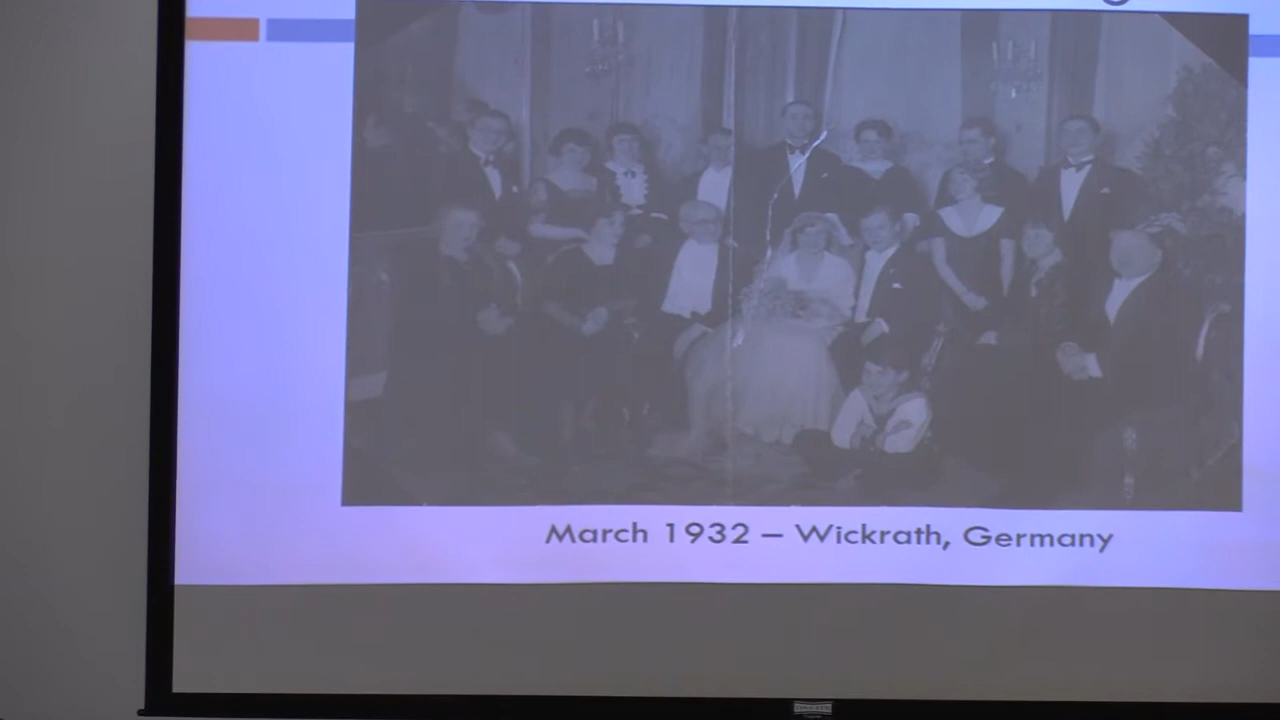 March 1932 – Wickrath, Germany